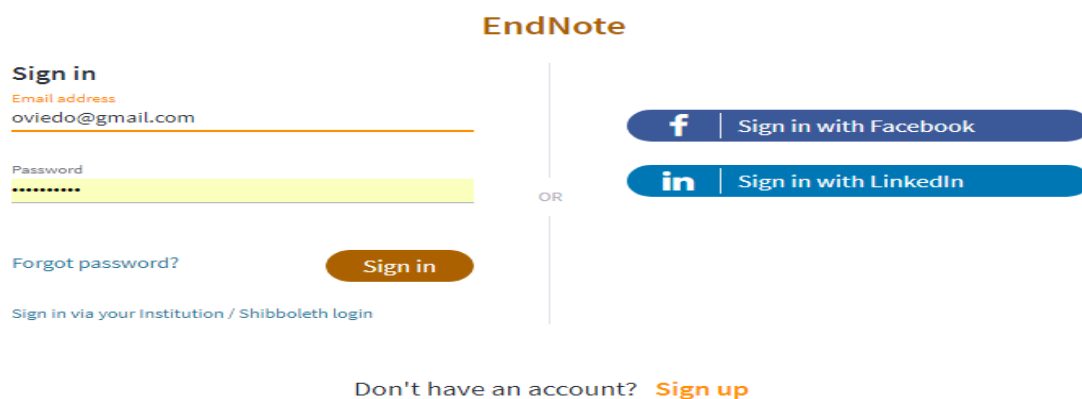 EndNote
Sign in
Email address
oviedo@gmail.com
Password
••••••••••
Forgot password?
Sign in
Sign in via your Institution / Shibboleth login
OR
f Sign in with Facebook
in Sign in with LinkedIn
Don't have an account? Sign up